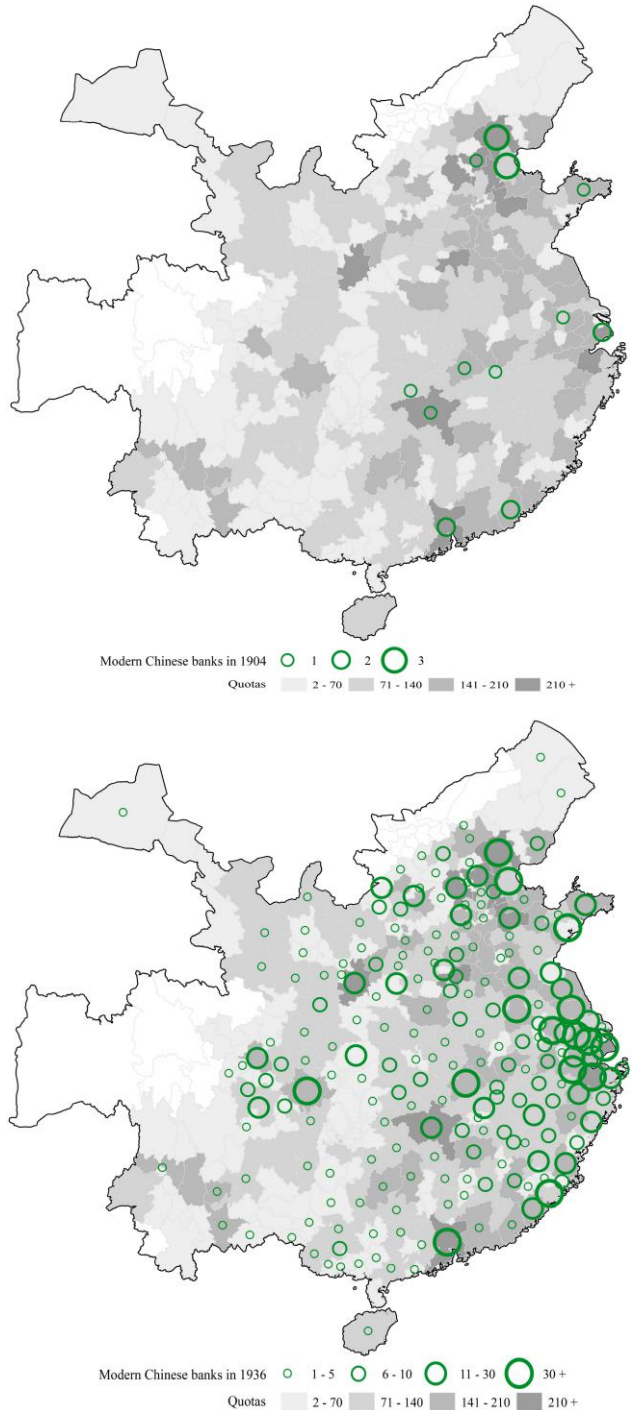 Modern Chinese banks in 1904 1 2 3
Quotas 2 - 70 71 - 140 141 - 210 210 +
Modern Chinese banks in 1936 1 - 5 6 - 10 11 - 30 30 +
Quotas 2 - 70 71 - 140 141 - 210 210 +